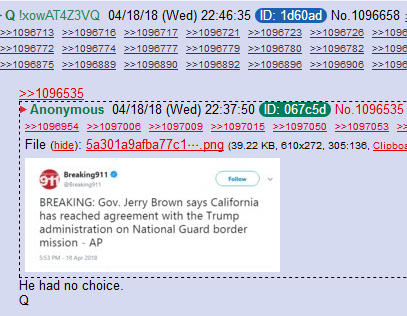 Q !xowAT4Z3VQ 04/18/18 (Wed) 22:46:35 ID: 1d60ad No.1096658
>>1096713 >>1096716 >>1096717 >>1096721 >>1096723 >>1096726
>>1096772 >>1096774 >>1096777 >>1096779 >>1096780 >>1096782
>>1096875 >>1096889 >>1096890 >>1096892 >>1096896 >>1096906
>>1096535
Anonymous 04/18/18 (Wed) 22:37:50 ID: 067c5d No.1096535
>>1096954 >>1097006 >>1097009 >>1097015 >>1097050 >>1097053
File (hide): 5a301a9afba77c1⋯.png (39.22 KB, 610x272, 305:136, Clipboa
911
Breaking911
Follow
@Breaking911
BREAKING: Gov. Jerry Brown says California
has reached agreement with the Trump
administration on National Guard border
mission - AP
5:53 PM - 18 Apr 2018
He had no choice.
Q